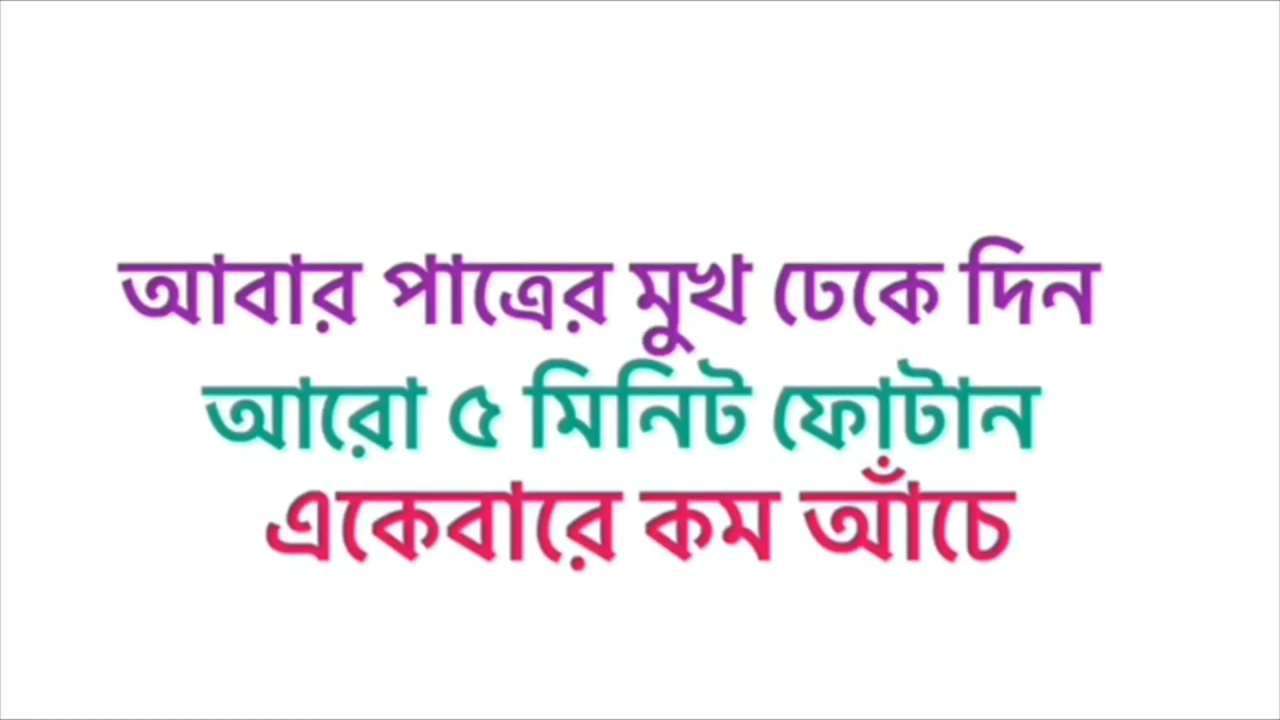 আবার পাত্রের মুখ ঢেকে দিন
আরো ৫ মিনিট ফোটান
একেবারে কম আঁচে